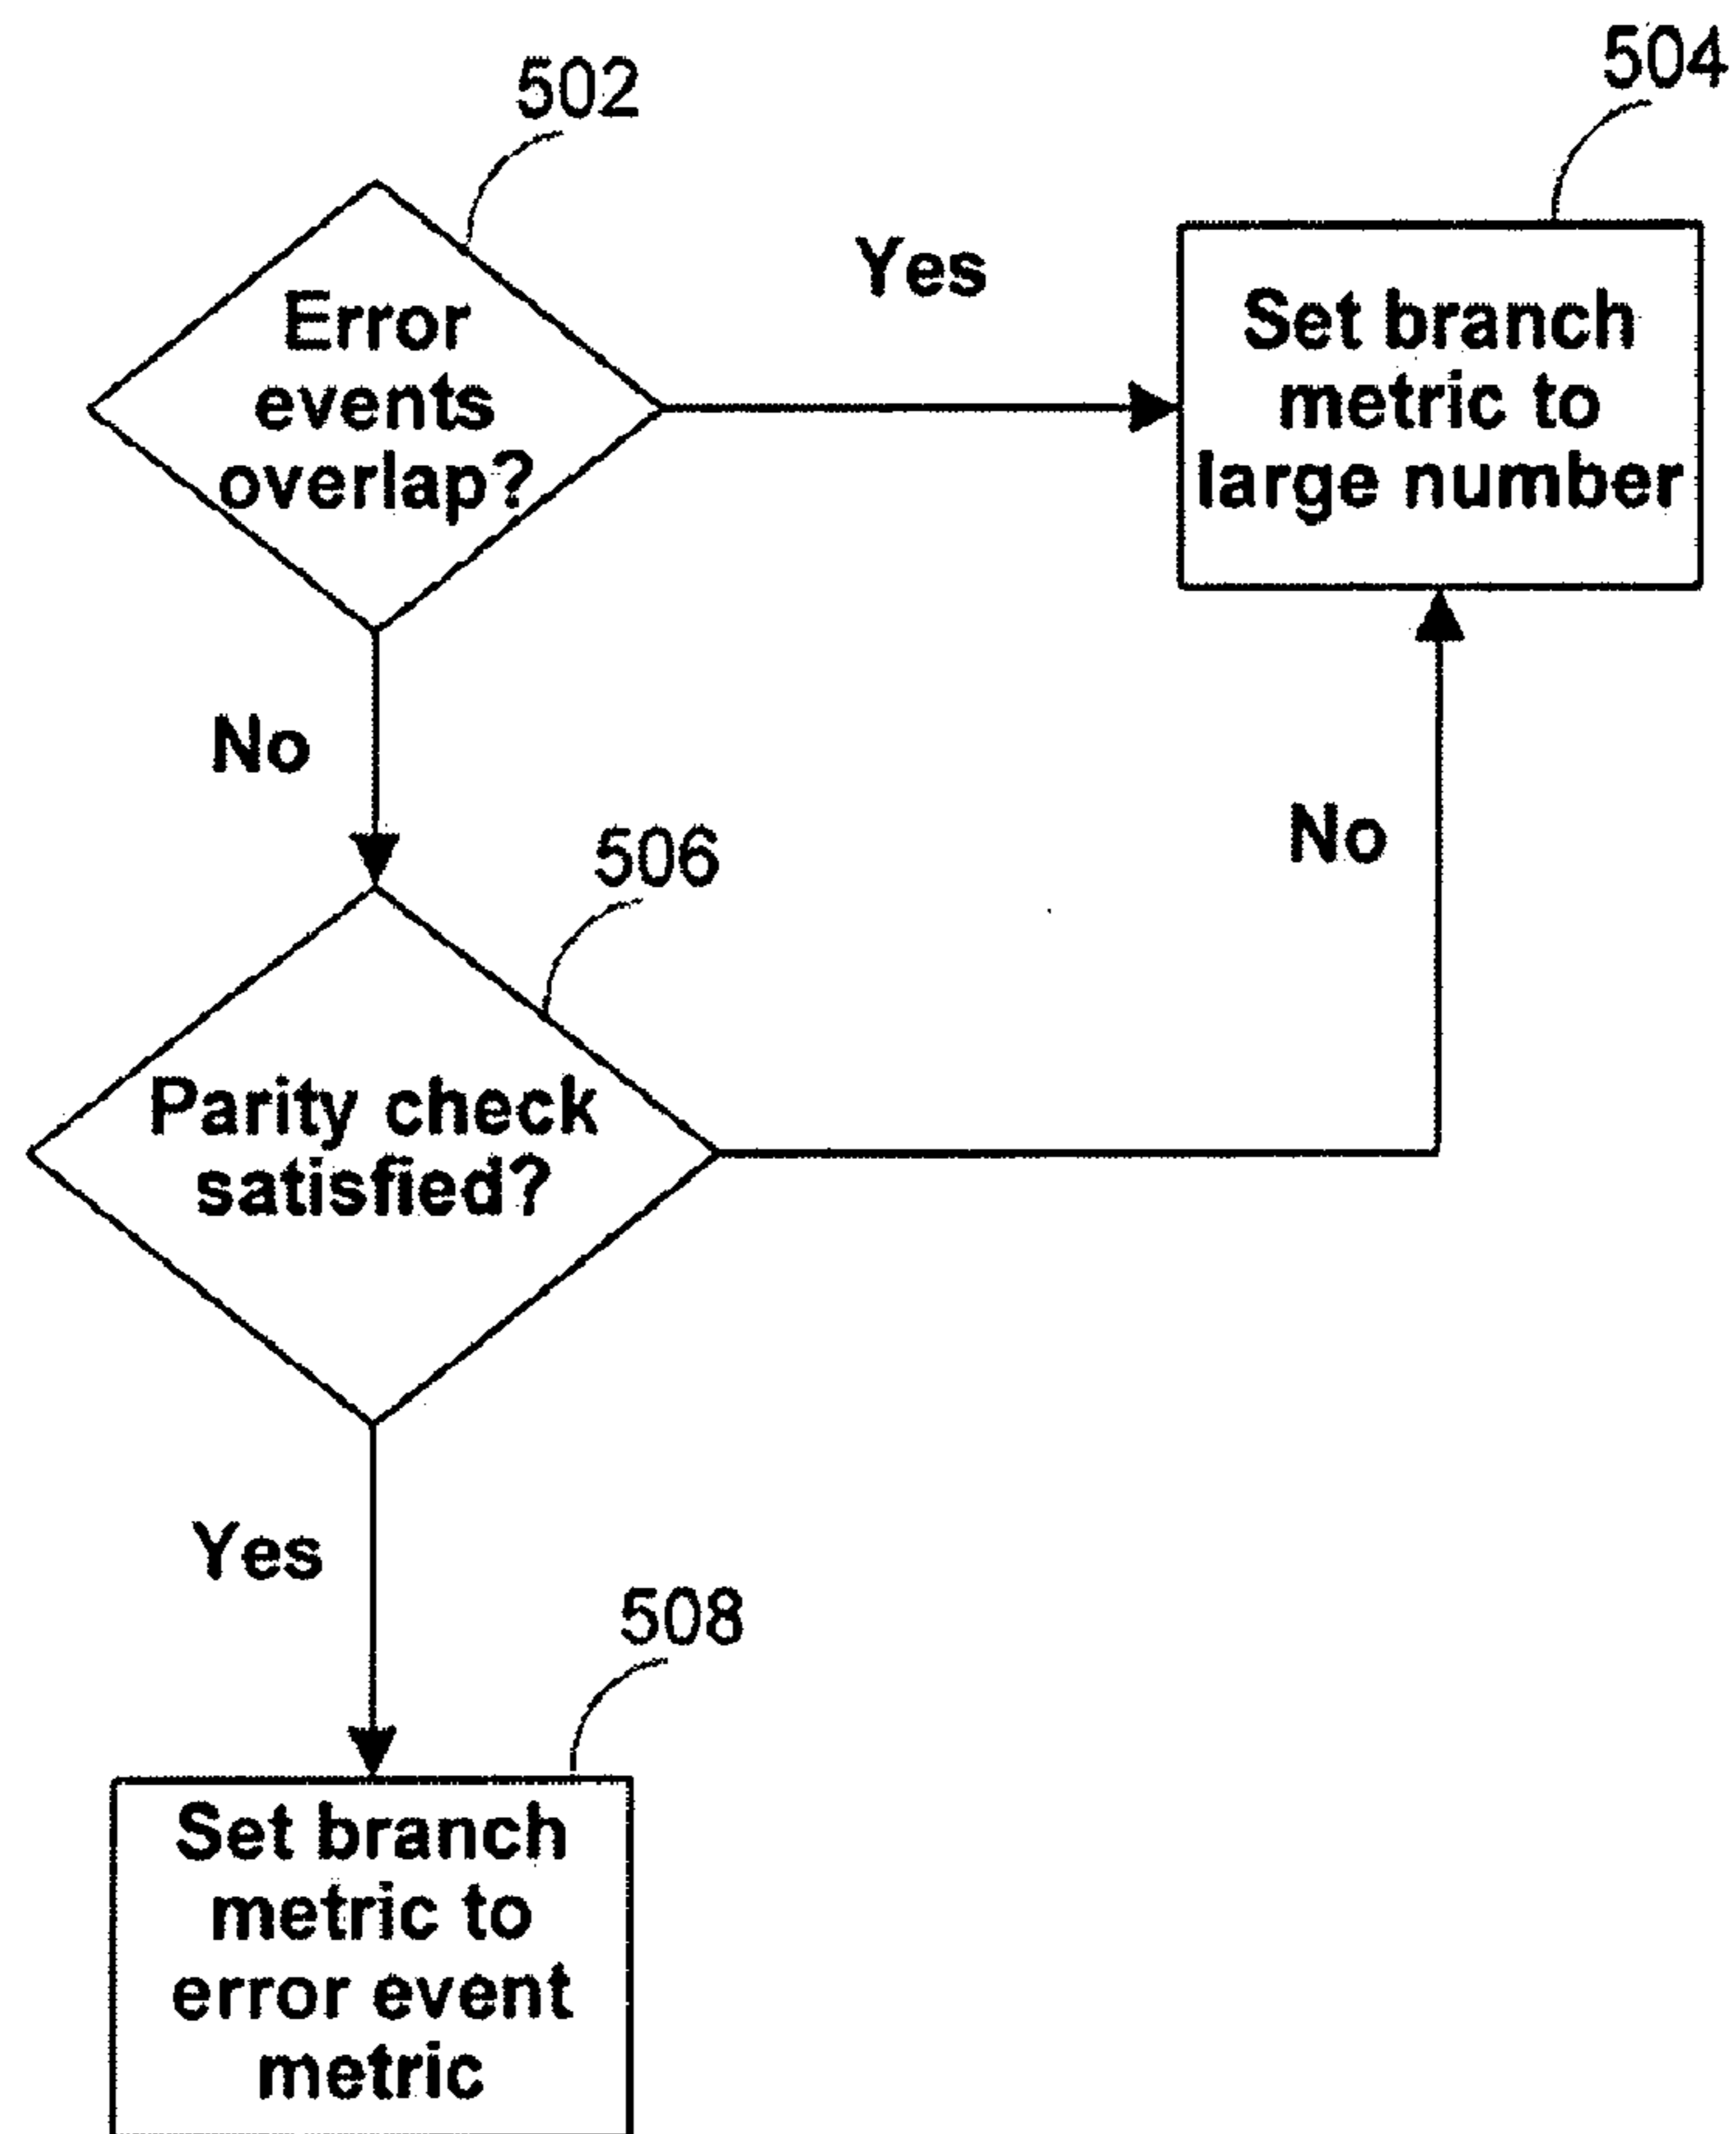 502
504
Error
events
overlap?
Yes
Set branch
metric to
large number
No
506
No
Parity check
satisfied?
Yes
508
Set branch
metric to
error event
metric